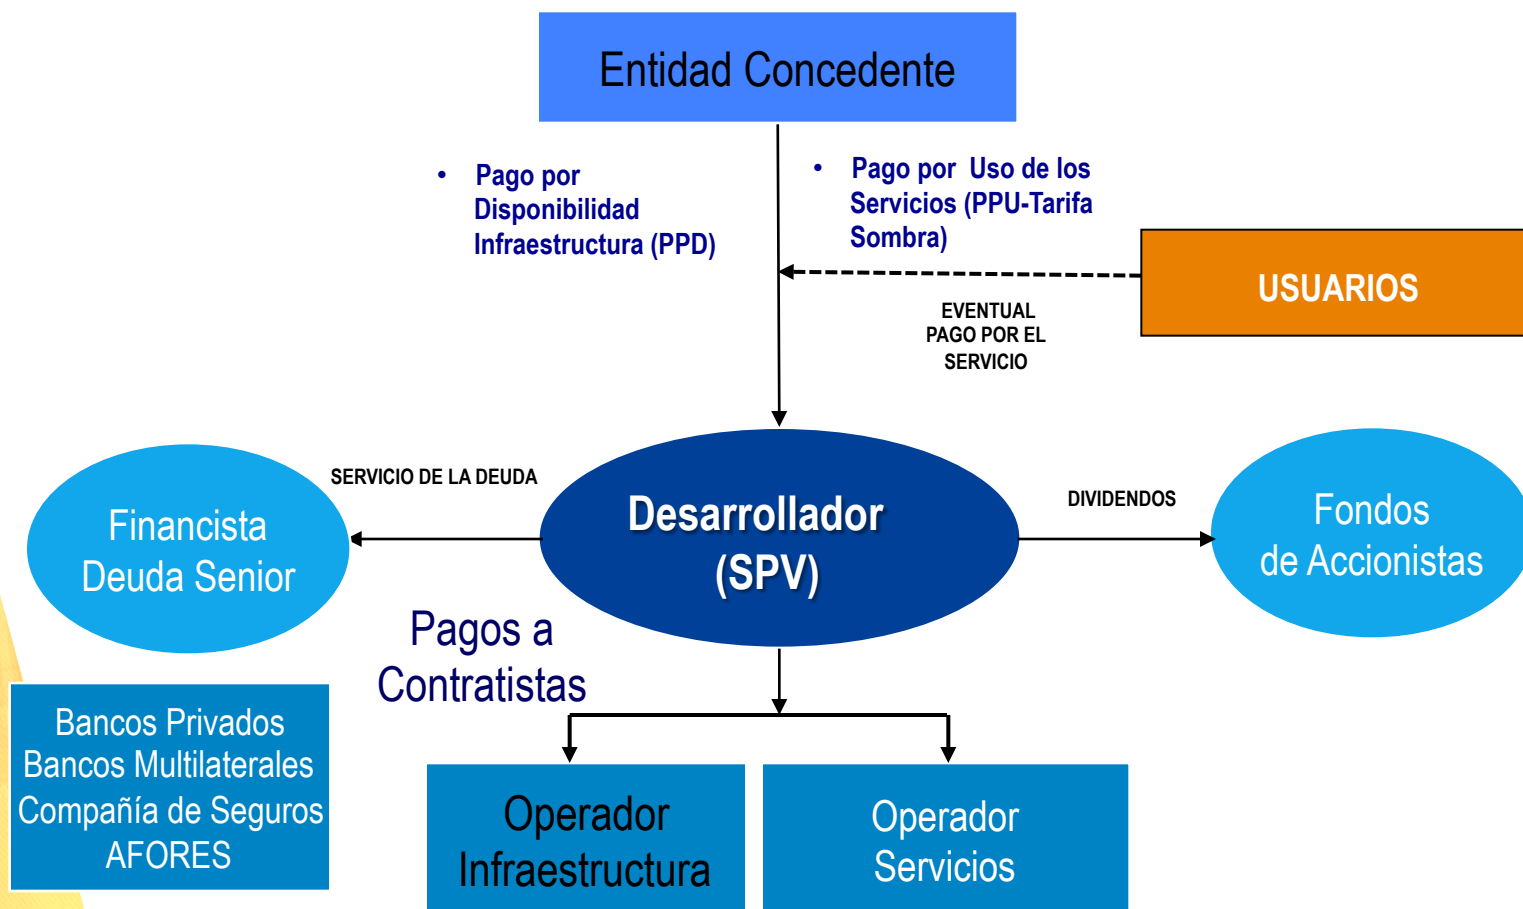 Entidad Concedente
• Pago por
Disponibilidad
Infraestructura (PPD)
• Pago por Uso de los
Servicios (PPU-Tarifa
Sombra)
USUARIOS
EVENTUAL
PAGO POR EL
SERVICIO
SERVICIO DE LA DEUDA
Financista
Deuda Senior
Desarrollador
(SPV)
DIVIDENDOS
Fondos
de Accionistas
Pagos a
Contratistas
Bancos Privados
Bancos Multilaterales
Compañía de Seguros
AFORES
Operador
Infraestructura
Operador
Servicios